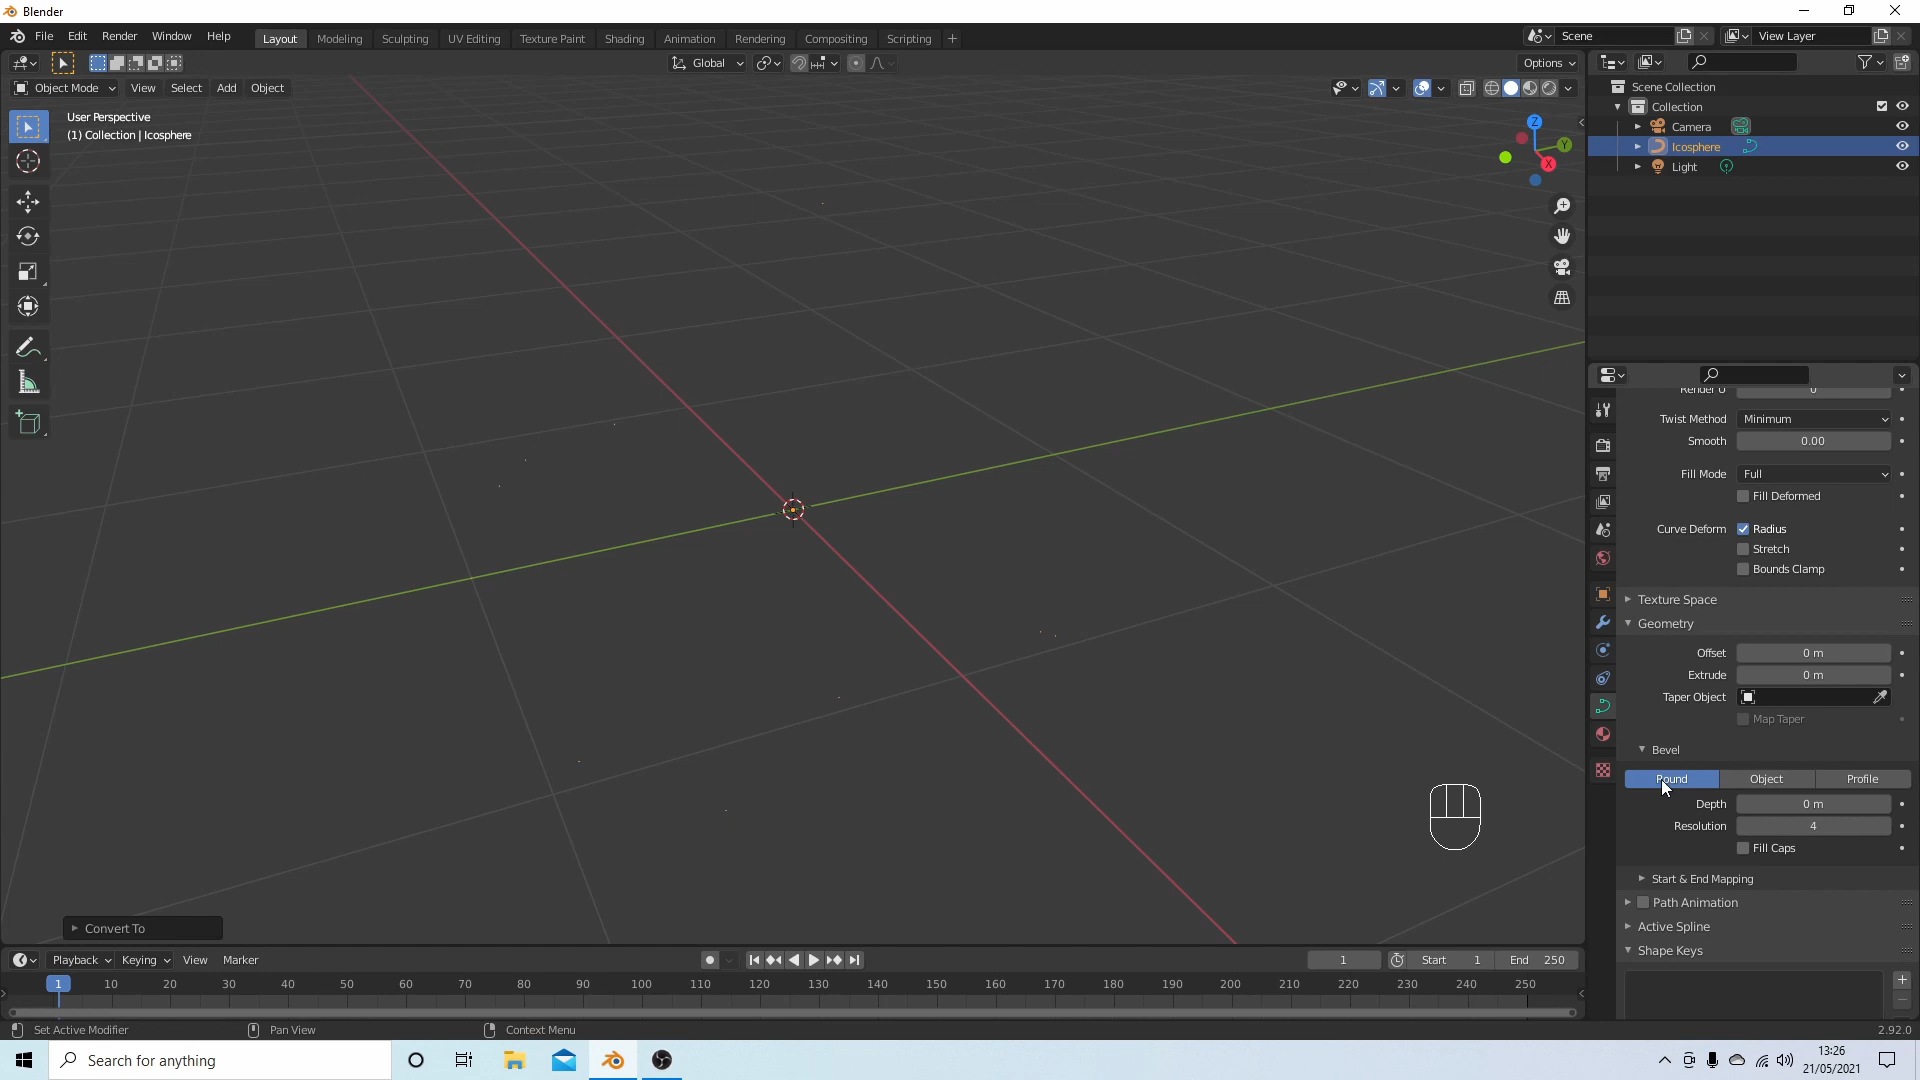 Blender
File Edit Render Window Help
Layout Modeling Sculpting UV Editing Texture Paint Shading Animation Rendering Compositing Scripting +
Scene
View Layer
Global
Options
Object Mode View Select Add Object
User Perspective
(1) Collection | Icosphere
Z
Y
X
Scene Collection
Collection
Camera
Icosphere
Light
Render U 0
Twist Method Minimum
Smooth 0.00
Fill Mode Full
Fill Deformed
Curve Deform Radius
Stretch
Bounds Clamp
Texture Space
Geometry
Offset 0 m
Extrude 0 m
Taper Object
Map Taper
Bevel
Round Object Profile
Depth 0 m
Resolution 4
Fill Caps
Start & End Mapping
Path Animation
Active Spline
Shape Keys
Convert To
Playback Keying View Marker
1 Start 1 End 250
1 10 20 30 40 50 60 70 80 90 100 110 120 130 140 150 160 170 180 190 200 210 220 230 240 250
Set Active Modifier Pan View Context Menu 2.92.0
Search for anything
13:26
21/05/2021